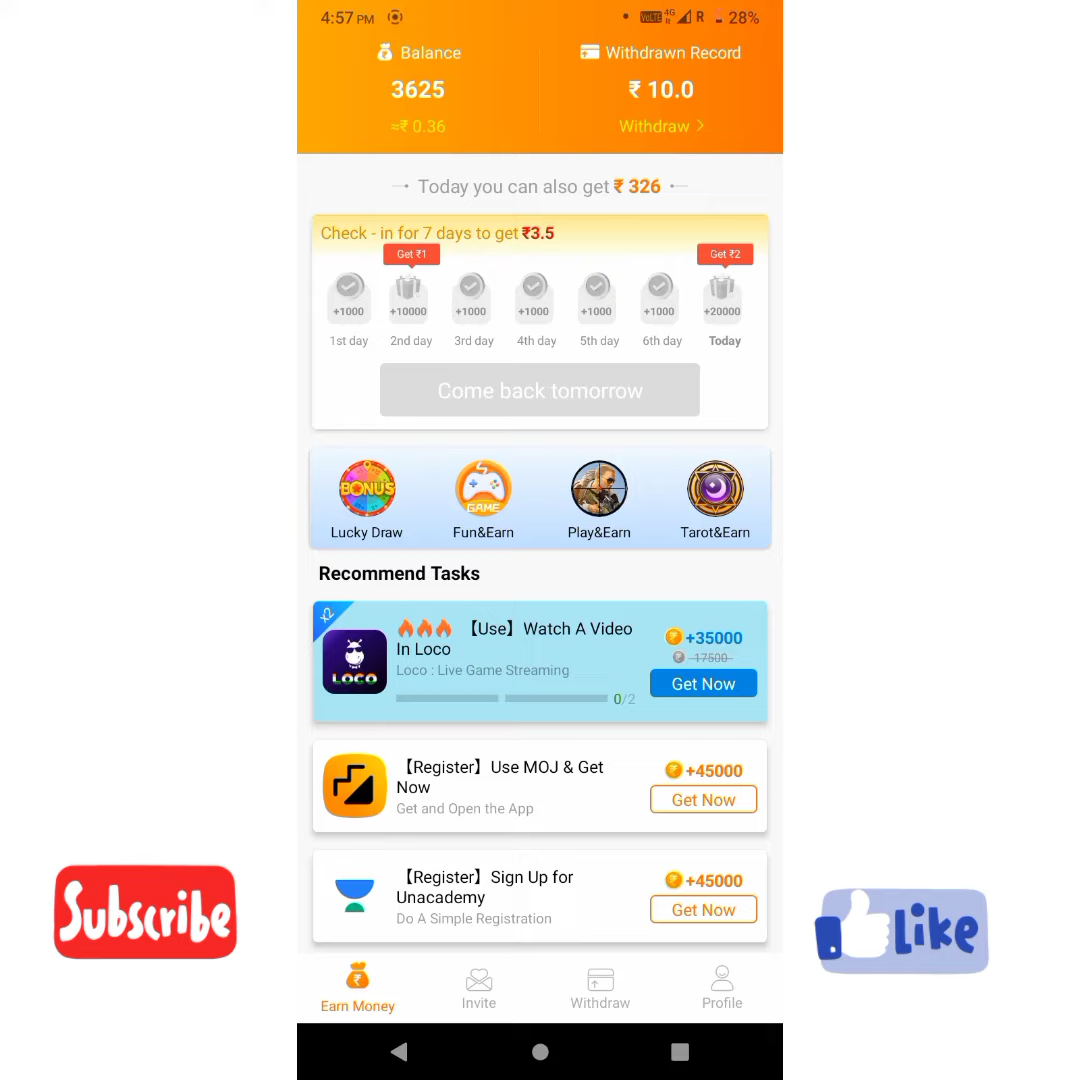 4:57 PM VoLTE 4G R 28%
Balance
Withdrawn Record
3625
₹ 10.0
≈₹ 0.36
Withdraw >
Today you can also get ₹ 326
Check - in for 7 days to get ₹3.5
Get ₹1
Get ₹2
+1000 +10000 +1000 +1000 +1000 +1000 +20000
1st day 2nd day 3rd day 4th day 5th day 6th day Today
Come back tomorrow
BONUS
GAME
Lucky Draw Fun&Earn Play&Earn Tarot&Earn
Recommend Tasks
X2
【Use】Watch A Video
In Loco
Loco : Live Game Streaming
LOCO
0/2
+35000
17500
Get Now
【Register】Use MOJ & Get
Now
Get and Open the App
+45000
Get Now
【Register】Sign Up for
Unacademy
Do A Simple Registration
+45000
Get Now
Subscribe
Like
Earn Money Invite Withdraw Profile